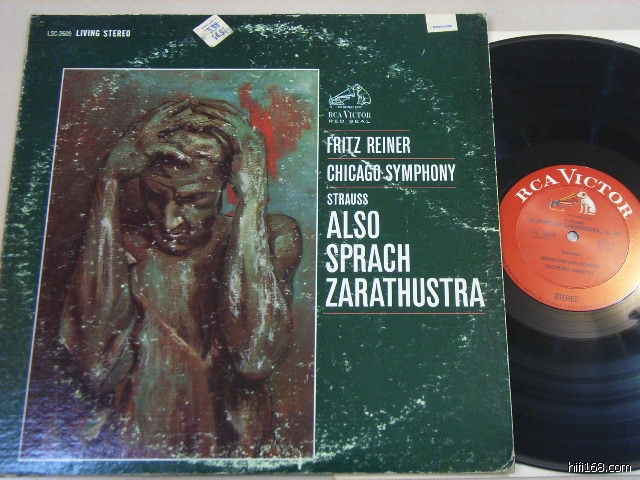 LSC-2609 LIVING STEREO
RCA VICTOR
RED SEAL
FRITZ REINER
CHICAGO SYMPHONY
STRAUSS
ALSO
SPRACH
ZARATHUSTRA
RCA VICTOR
STEREO
hifi168.com